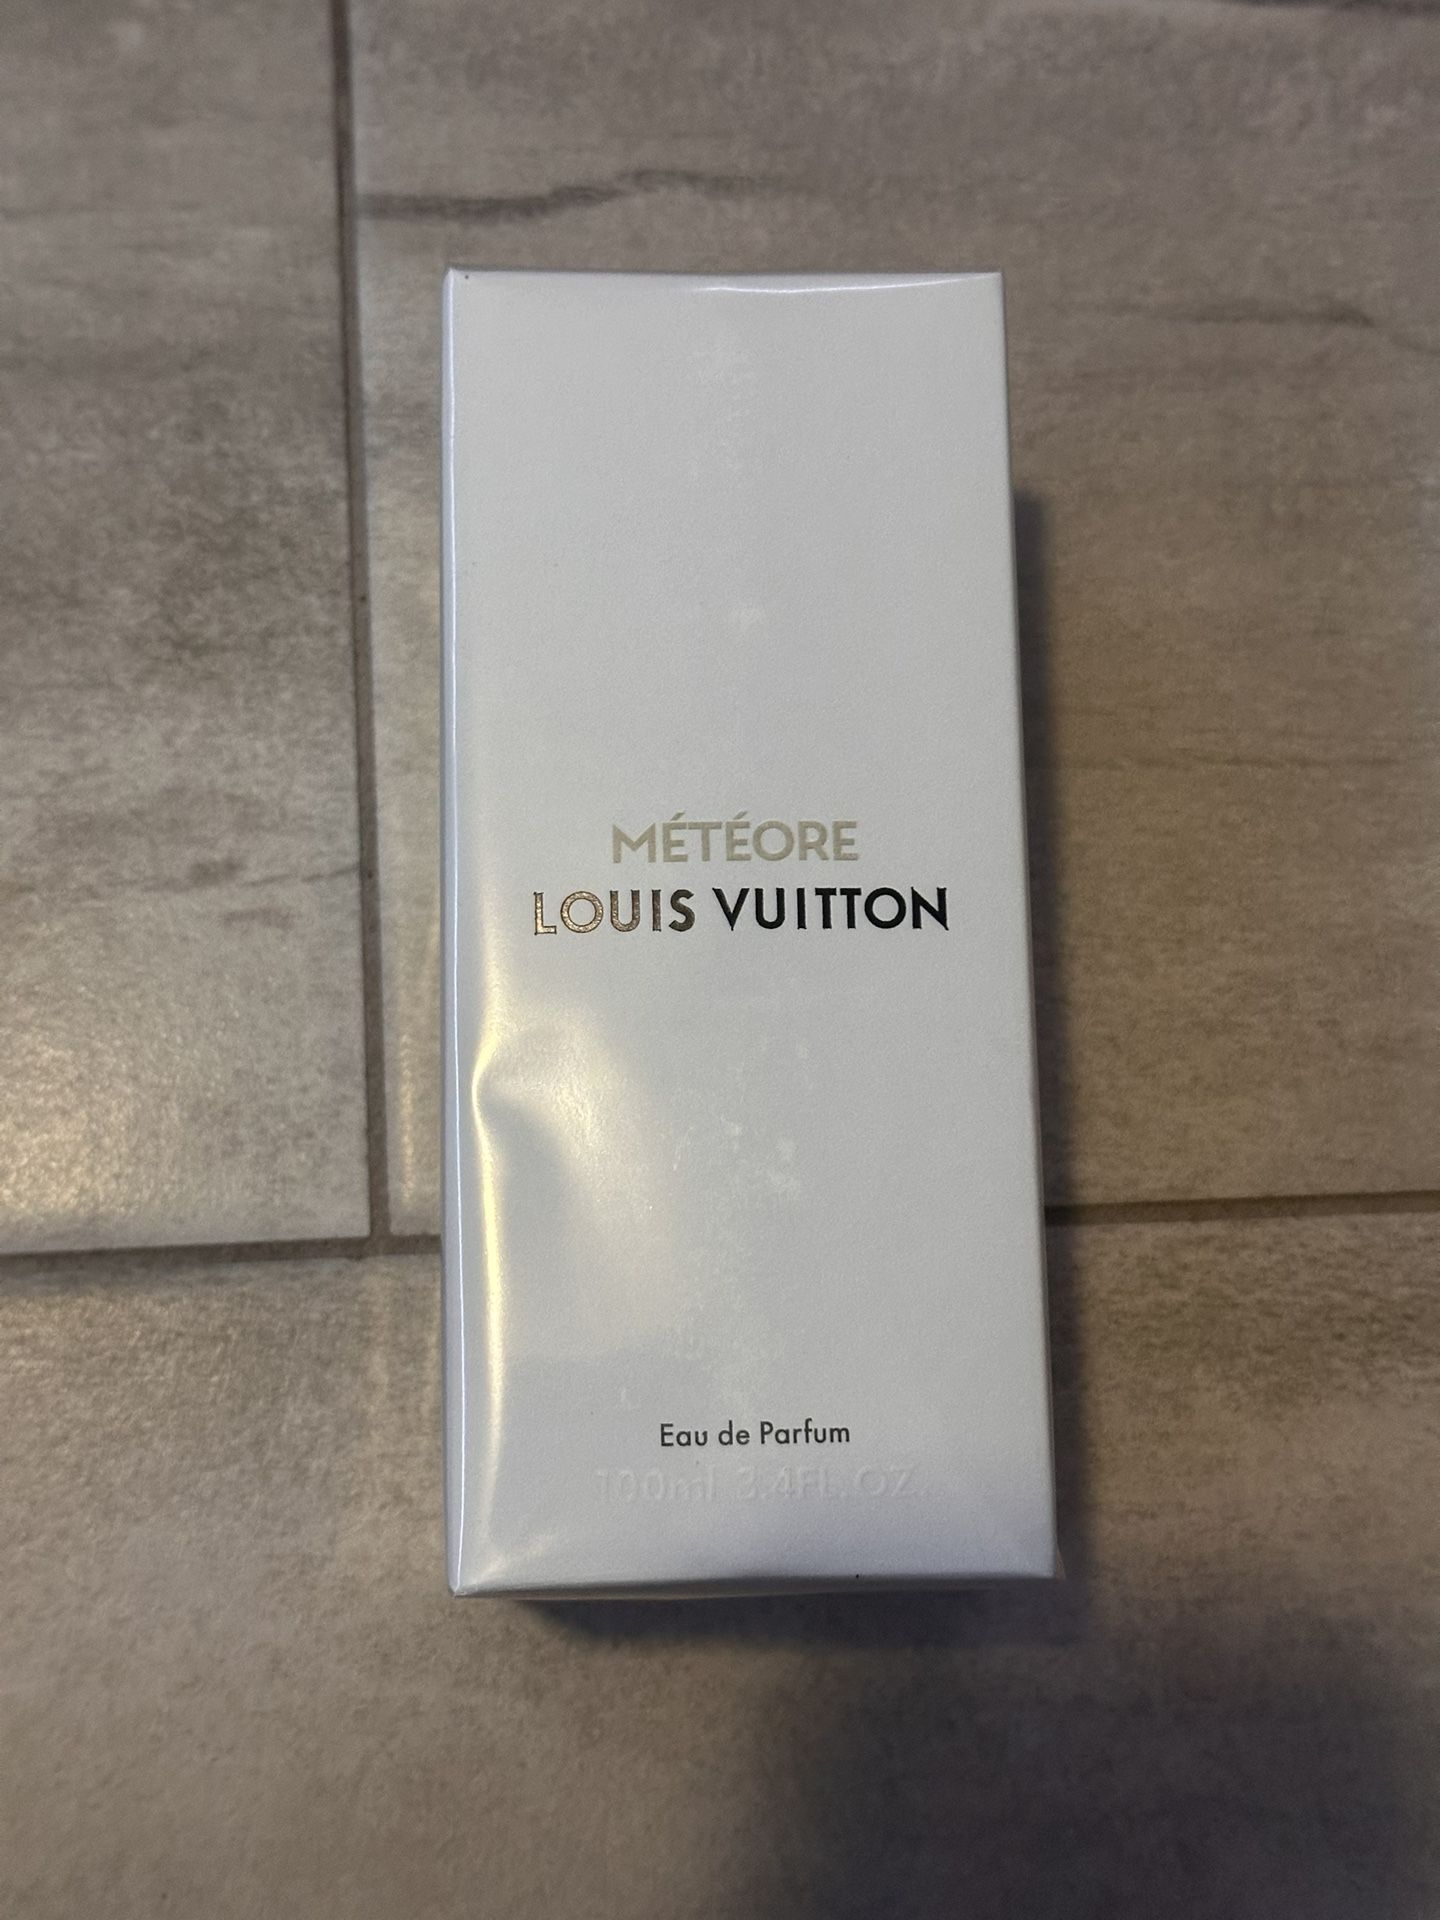 MÉTÉORE
LOUIS VUITTON
Eau de Parfum
100ml 3.4FL.OZ.